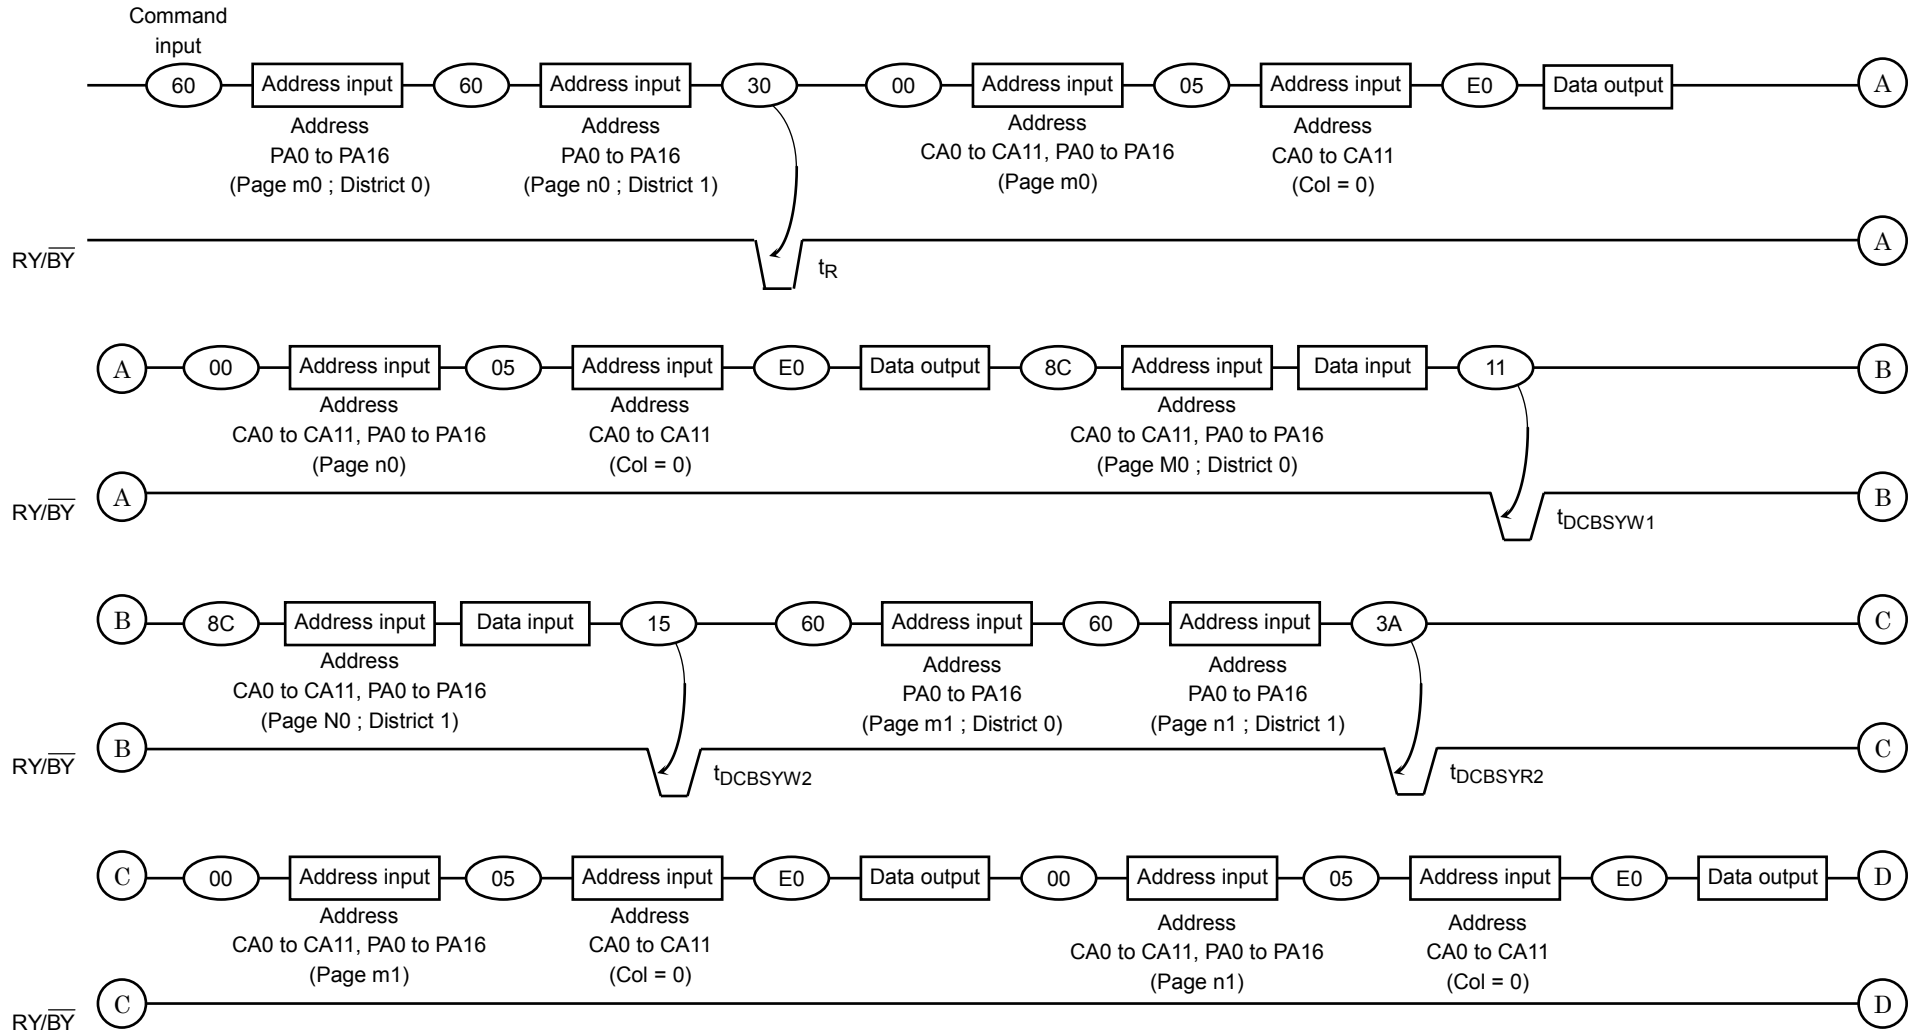 Command
input
60 Address input 60 Address input 30 00 Address input 05 Address input E0 Data output A
Address Address Address Address
PA0 to PA16 PA0 to PA16 CA0 to CA11, PA0 to PA16 CA0 to CA11
(Page m0 ; District 0) (Page n0 ; District 1) (Page m0) (Col = 0)
RY/BY A
tR
A 00 Address input 05 Address input E0 Data output 8C Address input Data input 11 B
Address Address Address
CA0 to CA11, PA0 to PA16 CA0 to CA11 CA0 to CA11, PA0 to PA16
(Page n0) (Col = 0) (Page M0 ; District 0)
RY/BY A B
tDCBSYW1
B 8C Address input Data input 15 60 Address input 60 Address input 3A C
Address Address Address
CA0 to CA11, PA0 to PA16 PA0 to PA16 PA0 to PA16
(Page N0 ; District 1) (Page m1 ; District 0) (Page n1 ; District 1)
RY/BY B C
tDCBSYW2 tDCBSYR2
C 00 Address input 05 Address input E0 Data output 00 Address input 05 Address input E0 Data output D
Address Address Address Address
CA0 to CA11, PA0 to PA16 CA0 to CA11 CA0 to CA11, PA0 to PA16 CA0 to CA11
(Page m1) (Col = 0) (Page n1) (Col = 0)
RY/BY C D